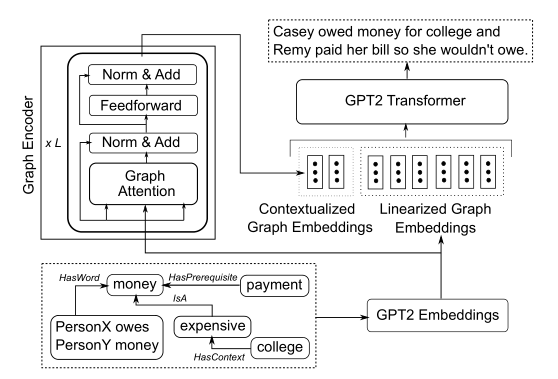 Casey owed money for college and
Remy paid her bill so she wouldn't owe.
Graph Encoder
x L
Norm & Add
Feedforward
Norm & Add
Graph
Attention
GPT2 Transformer
Contextualized
Graph Embeddings
Linearized Graph
Embeddings
HasWord
money
HasPrerequisite
payment
IsA
PersonX owes
PersonY money
expensive
HasContext
college
GPT2 Embeddings